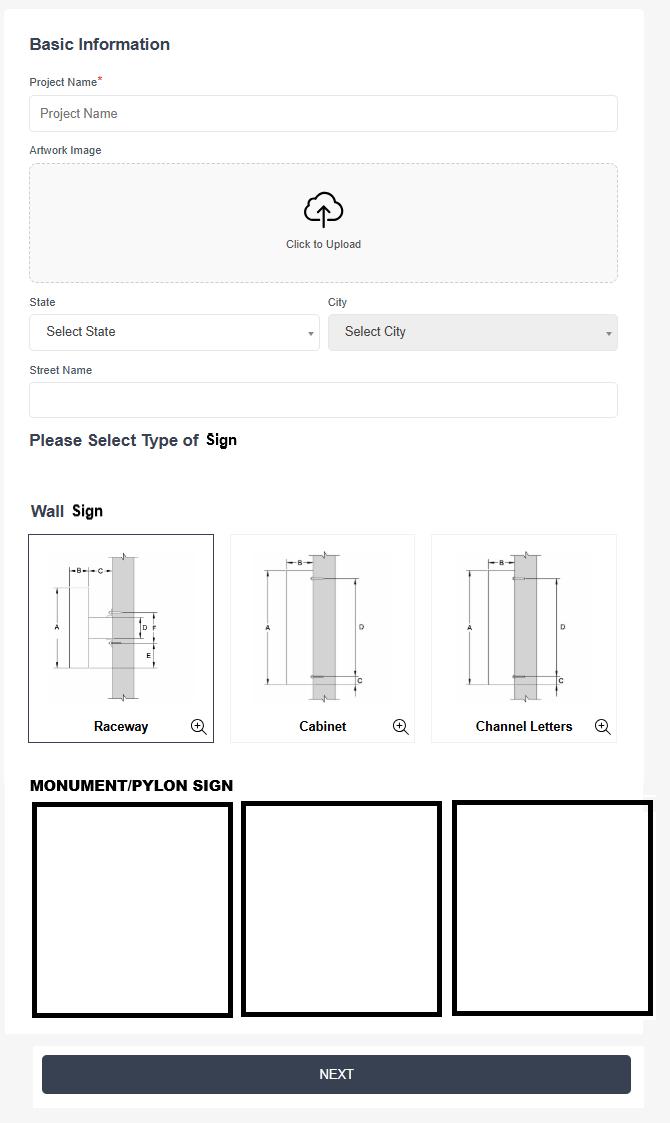 Basic Information
Project Name*
Project Name
Artwork Image
Click to Upload
State
City
Select State
Select City
Street Name
Please Select Type of Sign
Wall Sign
B C
A
D F
E
Raceway
B
A
D
C
Cabinet
B
A
D
C
Channel Letters
MONUMENT/PYLON SIGN
NEXT